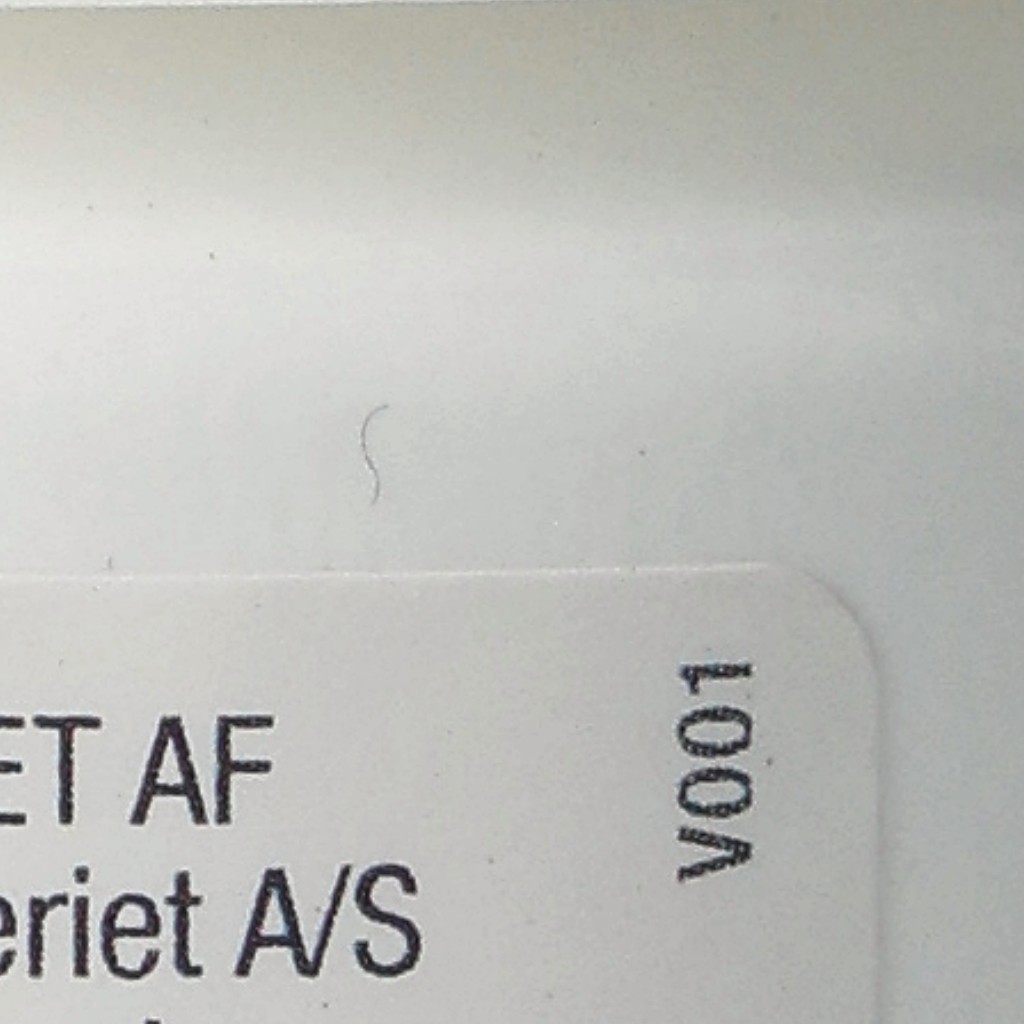 ET AF
eriet A/S
V001